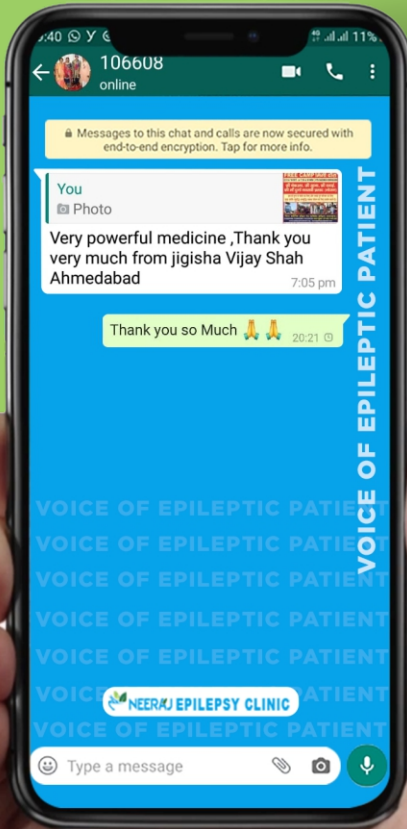 :40
11%
106608
online
Messages to this chat and calls are now secured with
end-to-end encryption. Tap for more info.
You
Photo
Very powerful medicine ,Thank you
very much from jigisha Vijay Shah
Ahmedabad
7:05 pm
Thank you so Much 🙏 🙏 20:21
VOICE OF EPILEPTIC PATIENT
VOICE OF EPILEPTIC PATIENT
VOICE OF EPILEPTIC PATIENT
VOICE OF EPILEPTIC PATIENT
VOICE OF EPILEPTIC PATIENT
VOICE OF EPILEPTIC PATIENT
VOICE PATIENT
NEERAJ EPILEPSY CLINIC
VOICE OF EPILEPTIC PATIENT
Type a message